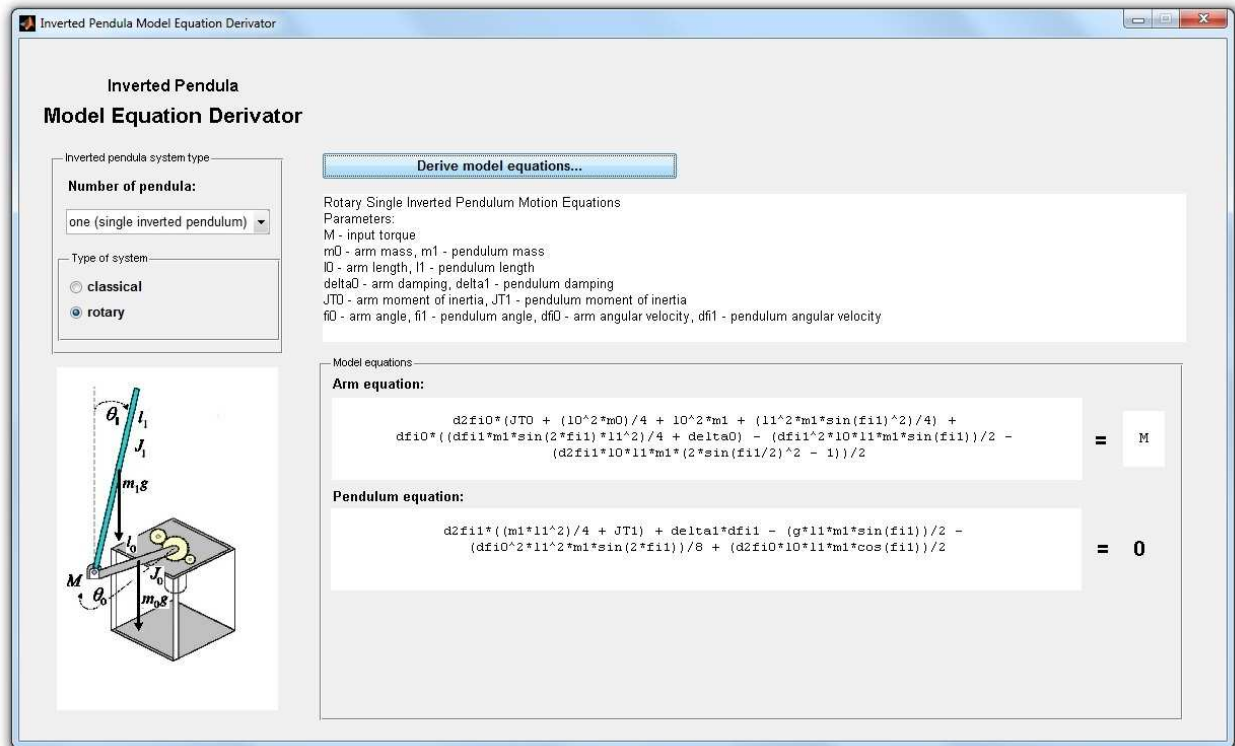 Inverted Pendula Model Equation Derivator
Inverted Pendula
Model Equation Derivator
Inverted pendula system type
Number of pendula:
one (single inverted pendulum)
Type of system
classical
rotary
θ1 l1
J1
m1g
l0
M
θ0
J0
m0g
Derive model equations...
Rotary Single Inverted Pendulum Motion Equations
Parameters:
M - input torque
m0 - arm mass, m1 - pendulum mass
l0 - arm length, l1 - pendulum length
delta0 - arm damping, delta1 - pendulum damping
JT0 - arm moment of inertia, JT1 - pendulum moment of inertia
fi0 - arm angle, fi1 - pendulum angle, dfi0 - arm angular velocity, dfi1 - pendulum angular velocity
Model equations
Arm equation:
d2fi0*(JT0 + (l0^2*m0)/4 + l0^2*m1 + (l1^2*m1*sin(fi1)^2)/4) +
dfi0*((dfi1*m1*sin(2*fi1)*l1^2)/4 + delta0) - (dfi1^2*l0*l1*m1*sin(fi1))/2 -
(d2fi1*l0*l1*m1*(2*sin(fi1/2)^2 - 1))/2
= M
Pendulum equation:
d2fi1*((m1*l1^2)/4 + JT1) + delta1*dfi1 - (g*l1*m1*sin(fi1))/2 -
(dfi0^2*l1^2*m1*sin(2*fi1))/8 + (d2fi0*l0*l1*m1*cos(fi1))/2
= 0